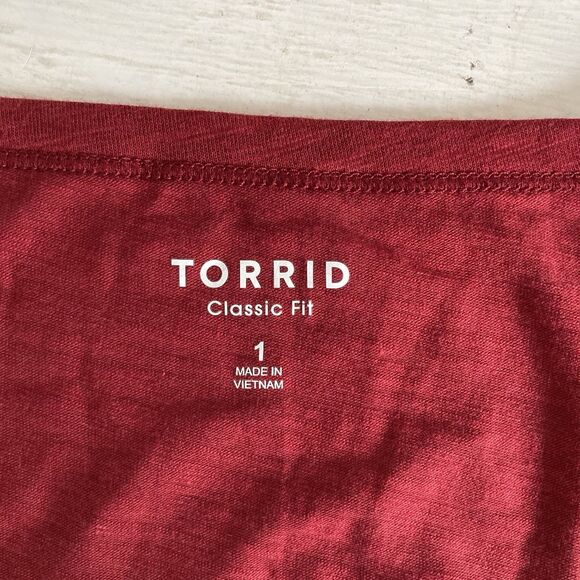 TORRID
Classic Fit
1
MADE IN
VIETNAM